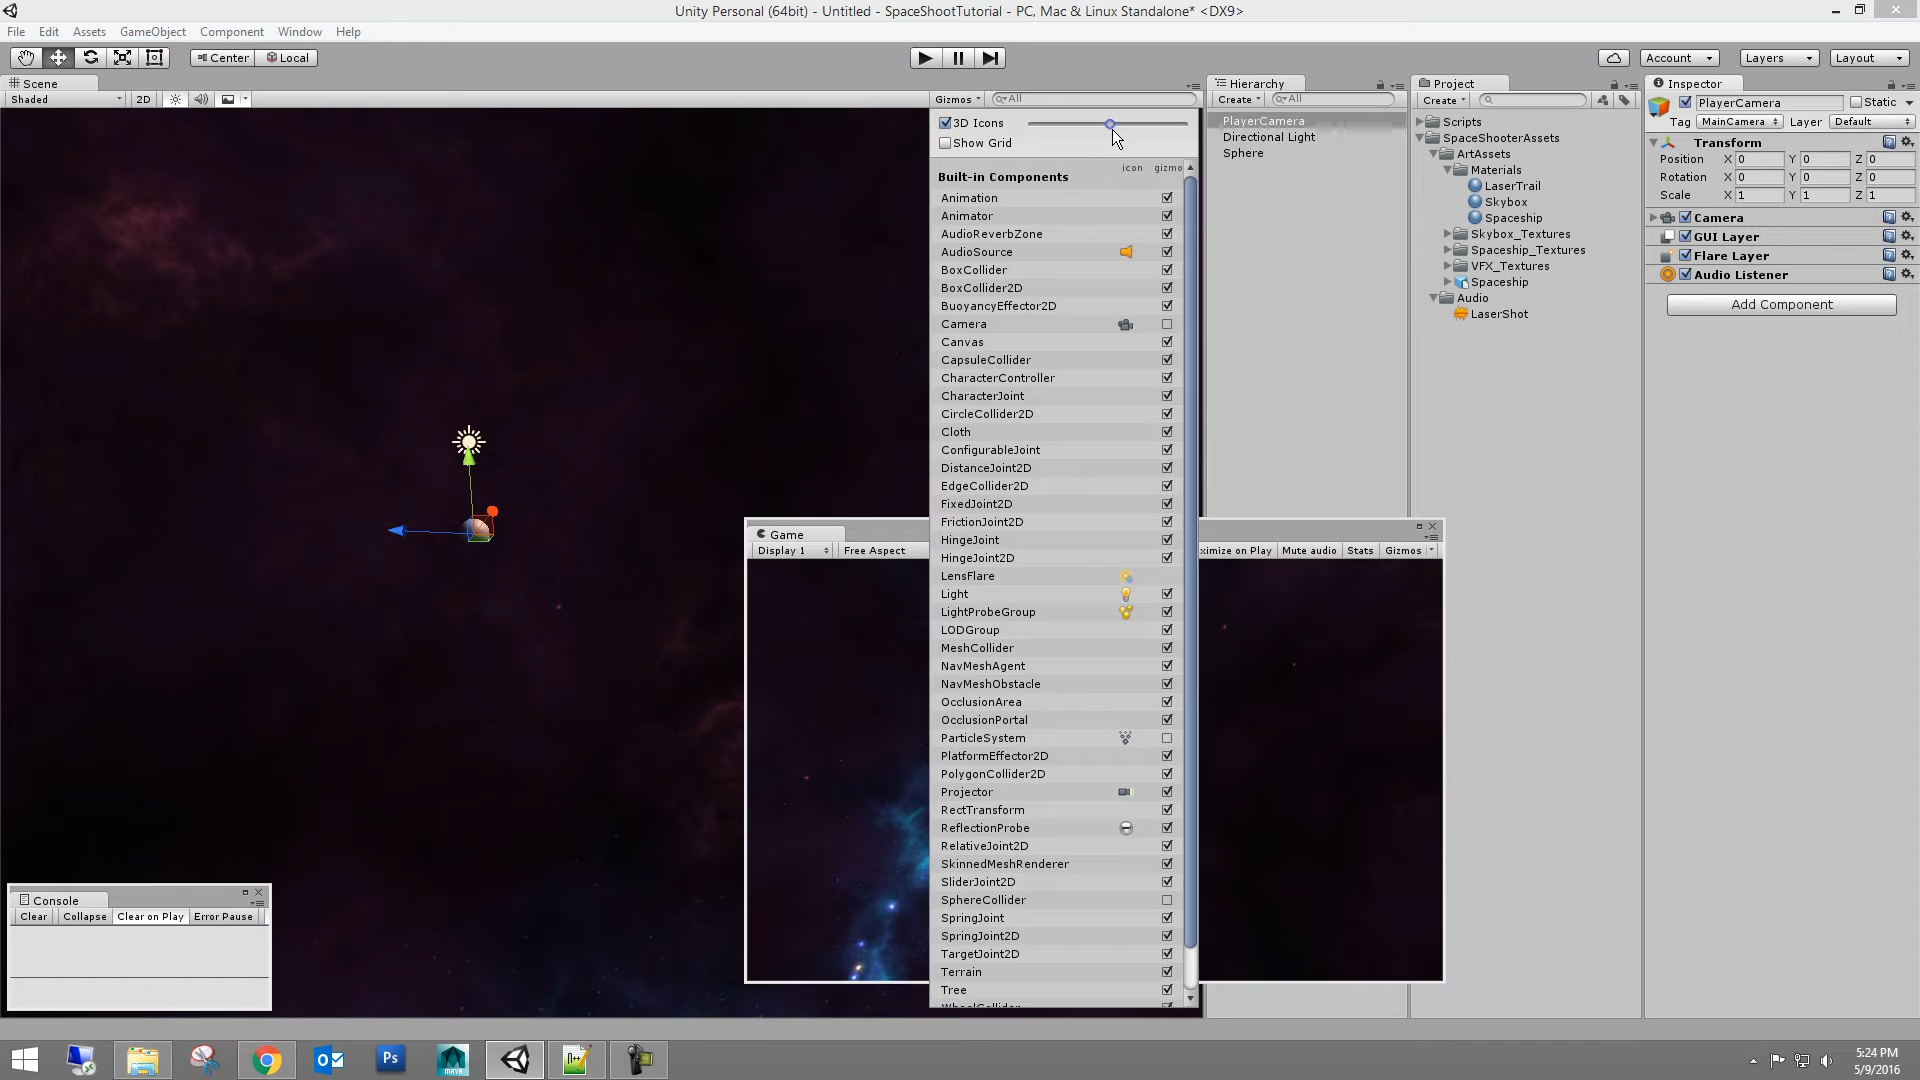 Unity Personal (64bit) - Untitled - SpaceShootTutorial - PC, Mac & Linux Standalone* <DX9>
File Edit Assets GameObject Component Window Help
Center Local Account Layers Layout
Scene
Shaded 2D Gizmos All
3D Icons
Show Grid
icon gizmo
Built-in Components
Animation
Animator
AudioReverbZone
AudioSource
BoxCollider
BoxCollider2D
BuoyancyEffector2D
Camera
Canvas
CapsuleCollider
CharacterController
CharacterJoint
CircleCollider2D
Cloth
ConfigurableJoint
DistanceJoint2D
EdgeCollider2D
FixedJoint2D
FrictionJoint2D
HingeJoint
HingeJoint2D
LensFlare
Light
LightProbeGroup
LODGroup
MeshCollider
NavMeshAgent
NavMeshObstacle
OcclusionArea
OcclusionPortal
ParticleSystem
PlatformEffector2D
PolygonCollider2D
Projector
RectTransform
ReflectionProbe
RelativeJoint2D
SkinnedMeshRenderer
SliderJoint2D
SphereCollider
SpringJoint
SpringJoint2D
TargetJoint2D
Terrain
Tree
Hierarchy
Create All
PlayerCamera
Directional Light
Sphere
Project
Create
Scripts
SpaceShooterAssets
ArtAssets
Materials
LaserTrail
Skybox
Spaceship
Skybox_Textures
Spaceship_Textures
VFX_Textures
Spaceship
Audio
LaserShot
Inspector
PlayerCamera Static
Tag MainCamera Layer Default
Transform
Position X 0 Y 0 Z 0
Rotation X 0 Y 0 Z 0
Scale X 1 Y 1 Z 1
Camera
GUI Layer
Flare Layer
Audio Listener
Add Component
Game
Display 1 Free Aspect ximize on Play Mute audio Stats Gizmos
Console
Clear Collapse Clear on Play Error Pause
Ps
MAYA
5:24 PM
5/9/2016